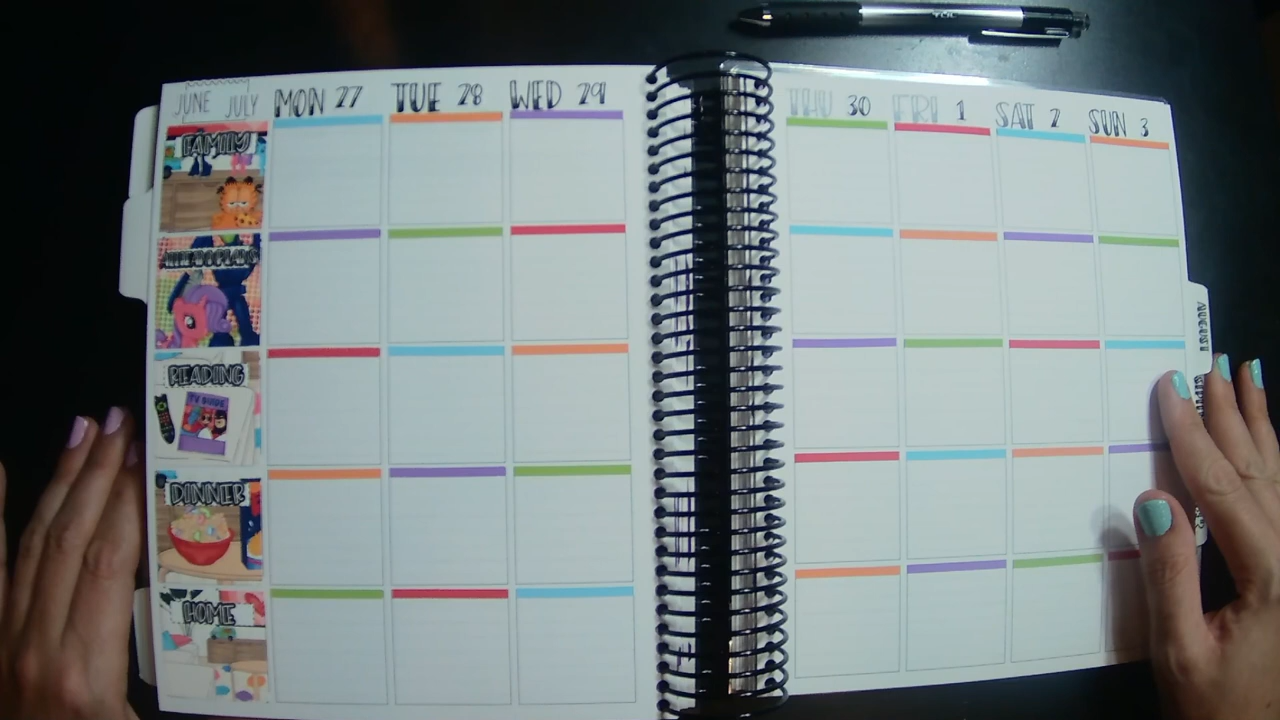 JUNE JULY MON 27 TUE 28 WED 29 THU 30 FRI 1 SAT 2 SUN 3
FAMILY
READING
TV GUIDE
DINNER
HOME
AUGUST